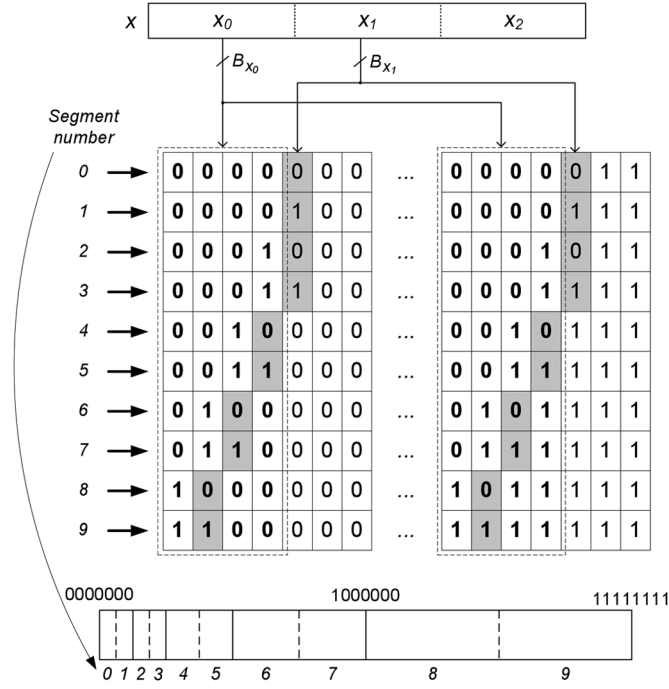 x x₀ x₁ x₂
B_x₀ B_x₁
Segment
number
0 0 0 0 0 0 0 0 ... 0 0 0 0 0 1 1
1 0 0 0 0 1 0 0 ... 0 0 0 0 1 1 1
2 0 0 0 1 0 0 0 ... 0 0 0 1 0 1 1
3 0 0 0 1 1 0 0 ... 0 0 0 1 1 1 1
4 0 0 1 0 0 0 0 ... 0 0 1 0 1 1 1
5 0 0 1 1 0 0 0 ... 0 0 1 1 1 1 1
6 0 1 0 0 0 0 0 ... 0 1 0 1 1 1 1
7 0 1 1 0 0 0 0 ... 0 1 1 1 1 1 1
8 1 0 0 0 0 0 0 ... 1 0 1 1 1 1 1
9 1 1 0 0 0 0 0 ... 1 1 1 1 1 1 1
0000000 1000000 11111111
0 1 2 3 4 5 6 7 8 9